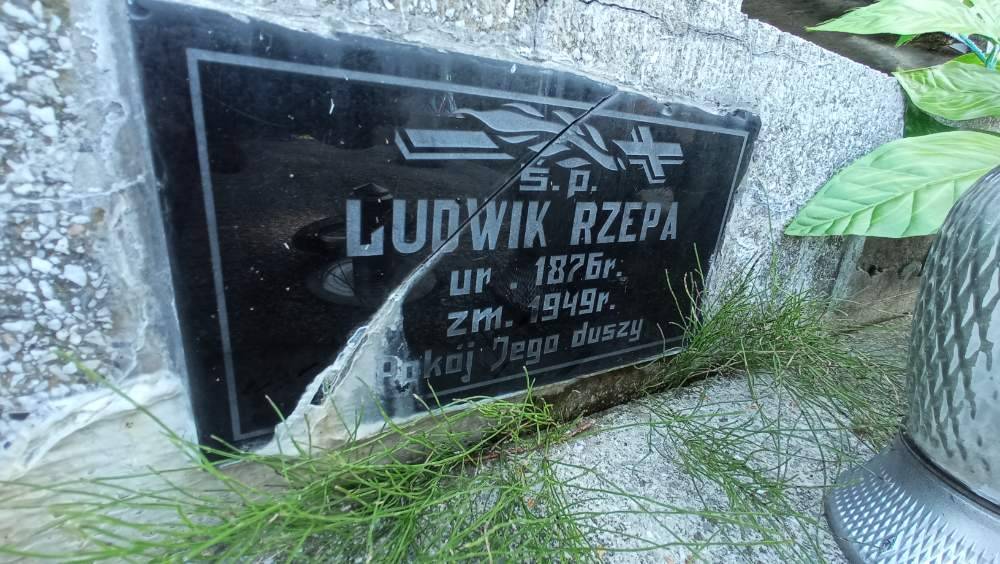 Ś.p.
LUDWIK RZEPA
ur. 1876r.
zm. 1949r.
Pokój Jego duszy